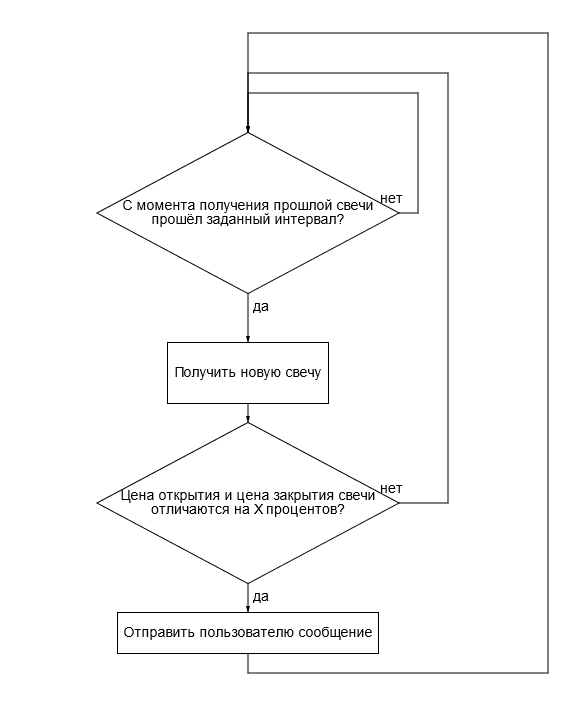 С момента получения прошлой свечи
прошёл заданный интервал?
нет
да
Получить новую свечу
Цена открытия и цена закрытия свечи
отличаются на X процентов?
нет
да
Отправить пользователю сообщение